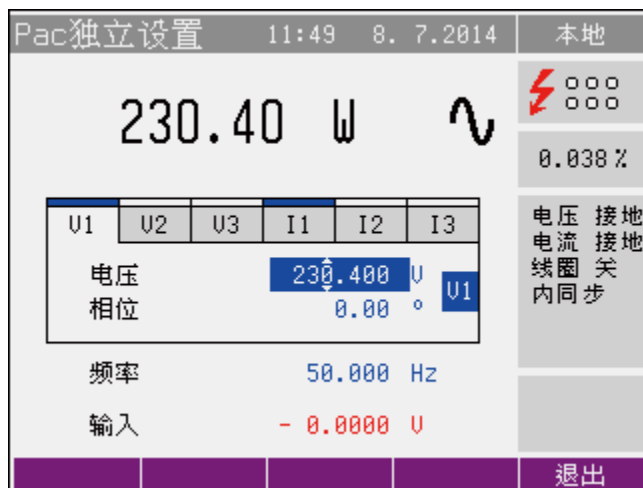 Pac独立设置 11:49 8. 7.2014 本地
230.40 W
0.038%
V1 V2 V3 I1 I2 I3
电压 230.400 V
V1
相位 0.00 °
频率 50.000 Hz
输入 - 0.0000 V
电压 接地
电流 接地
线圈 关
内同步
退出